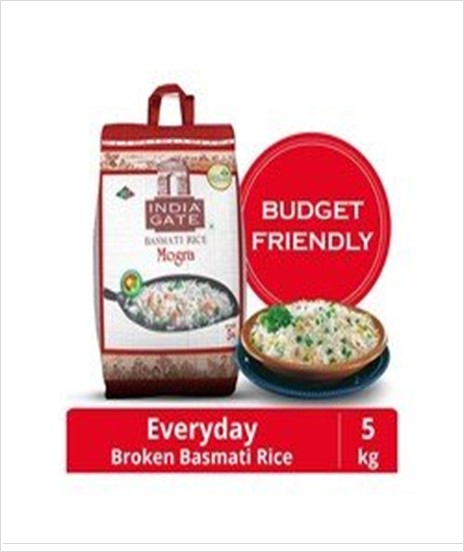 INDIA
GATE
BASMATI RICE
Mogra
BUDGET
FRIENDLY
Everyday
Broken Basmati Rice
5
kg